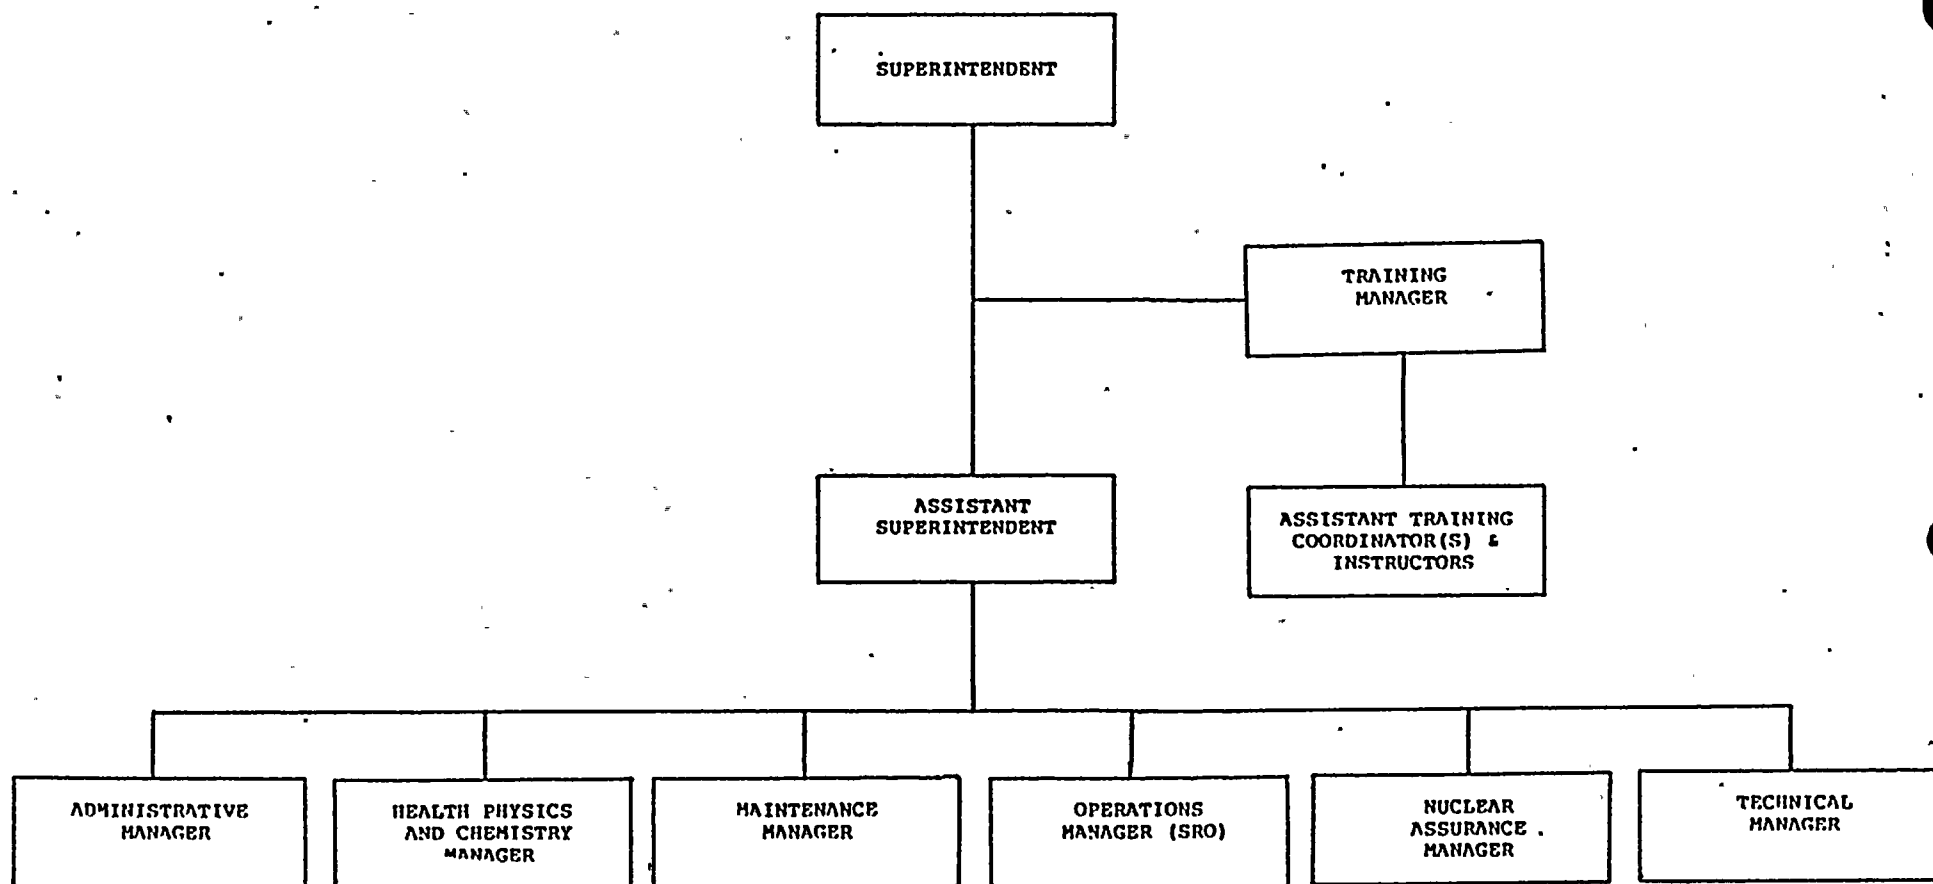 SUPERINTENDENT
TRAINING
MANAGER
ASSISTANT
SUPERINTENDENT
ASSISTANT TRAINING
COORDINATOR(S) &
INSTRUCTORS
ADMINISTRATIVE
MANAGER
HEALTH PHYSICS
AND CHEMISTRY
MANAGER
MAINTENANCE
MANAGER
OPERATIONS
MANAGER (SRO)
NUCLEAR
ASSURANCE
MANAGER
TECHNICAL
MANAGER